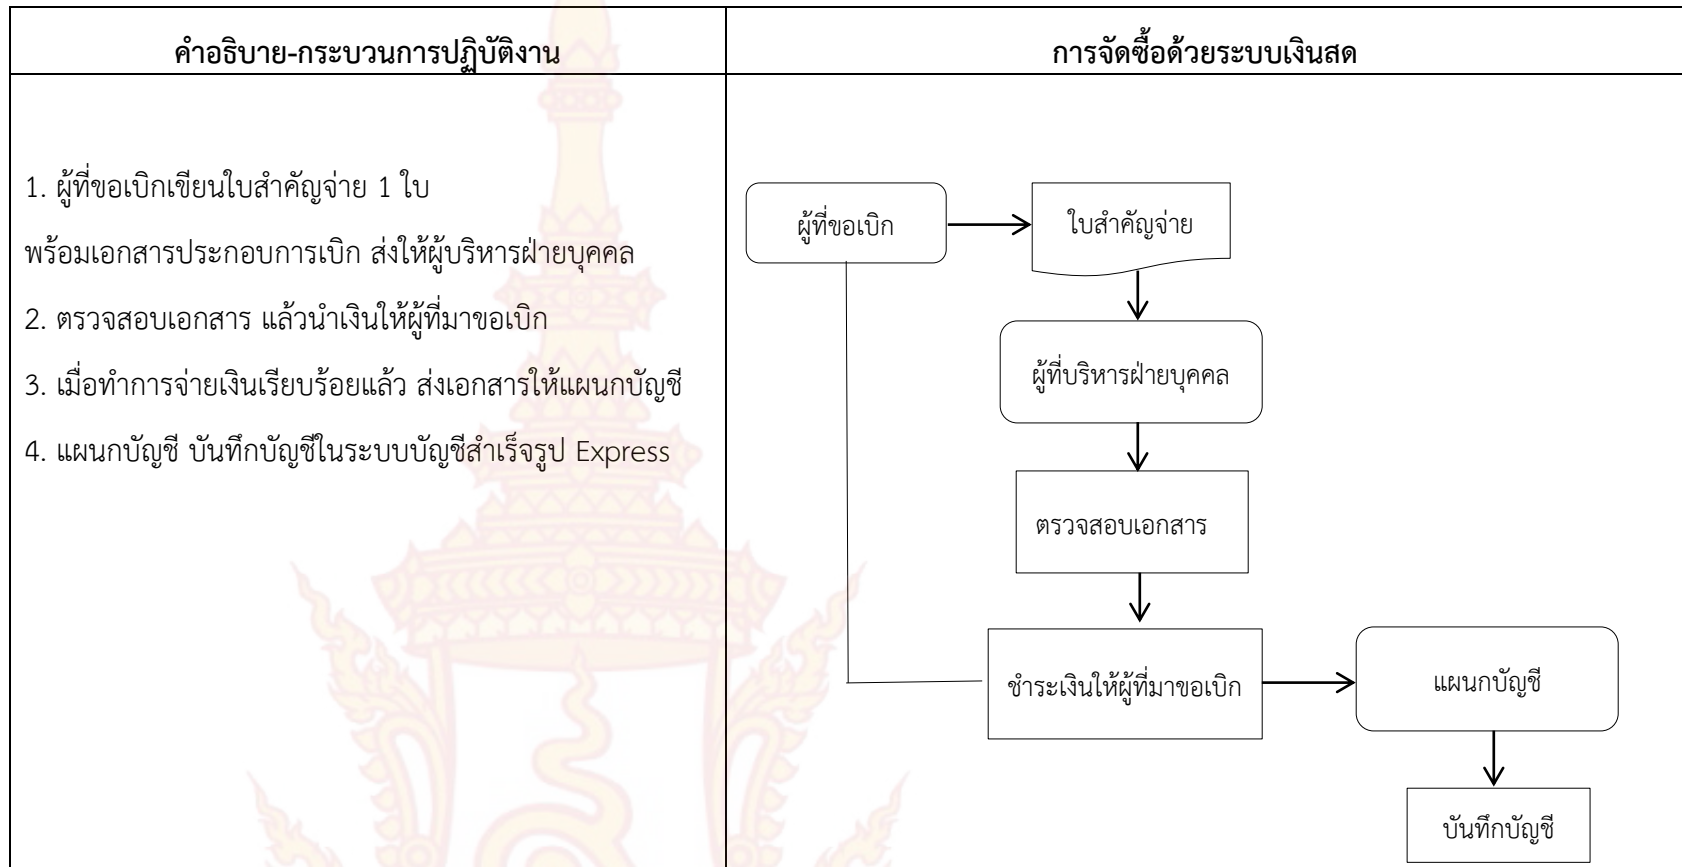 คำอธิบาย-กระบวนการปฏิบัติงาน
การจัดซื้อด้วยระบบเงินสด
1. ผู้ที่ขอเบิกเขียนใบสำคัญจ่าย 1 ใบ
พร้อมเอกสารประกอบการเบิก ส่งให้ผู้บริหารฝ่ายบุคคล
2. ตรวจสอบเอกสาร แล้วนำเงินให้ผู้ที่มาขอเบิก
3. เมื่อทำการจ่ายเงินเรียบร้อยแล้ว ส่งเอกสารให้แผนกบัญชี
4. แผนกบัญชี บันทึกบัญชีในระบบบัญชีสำเร็จรูป Express
ผู้ที่ขอเบิก
ใบสำคัญจ่าย
ผู้ที่บริหารฝ่ายบุคคล
ตรวจสอบเอกสาร
ชำระเงินให้ผู้ที่มาขอเบิก
แผนกบัญชี
บันทึกบัญชี